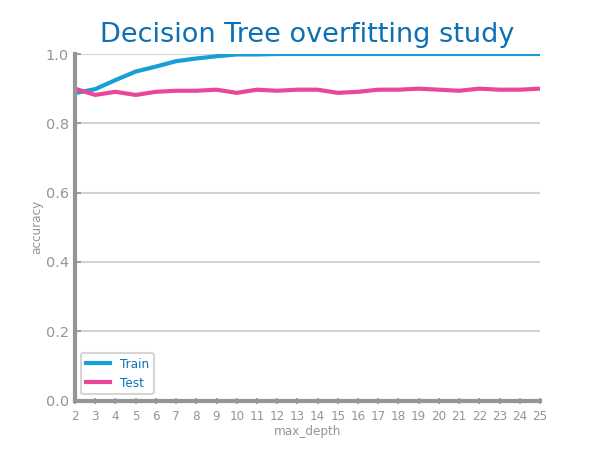 Decision Tree overfitting study
1.0
0.8
0.6
0.4
0.2
0.0
accuracy
Train
Test
2 3 4 5 6 7 8 9 10 11 12 13 14 15 16 17 18 19 20 21 22 23 24 25
max_depth